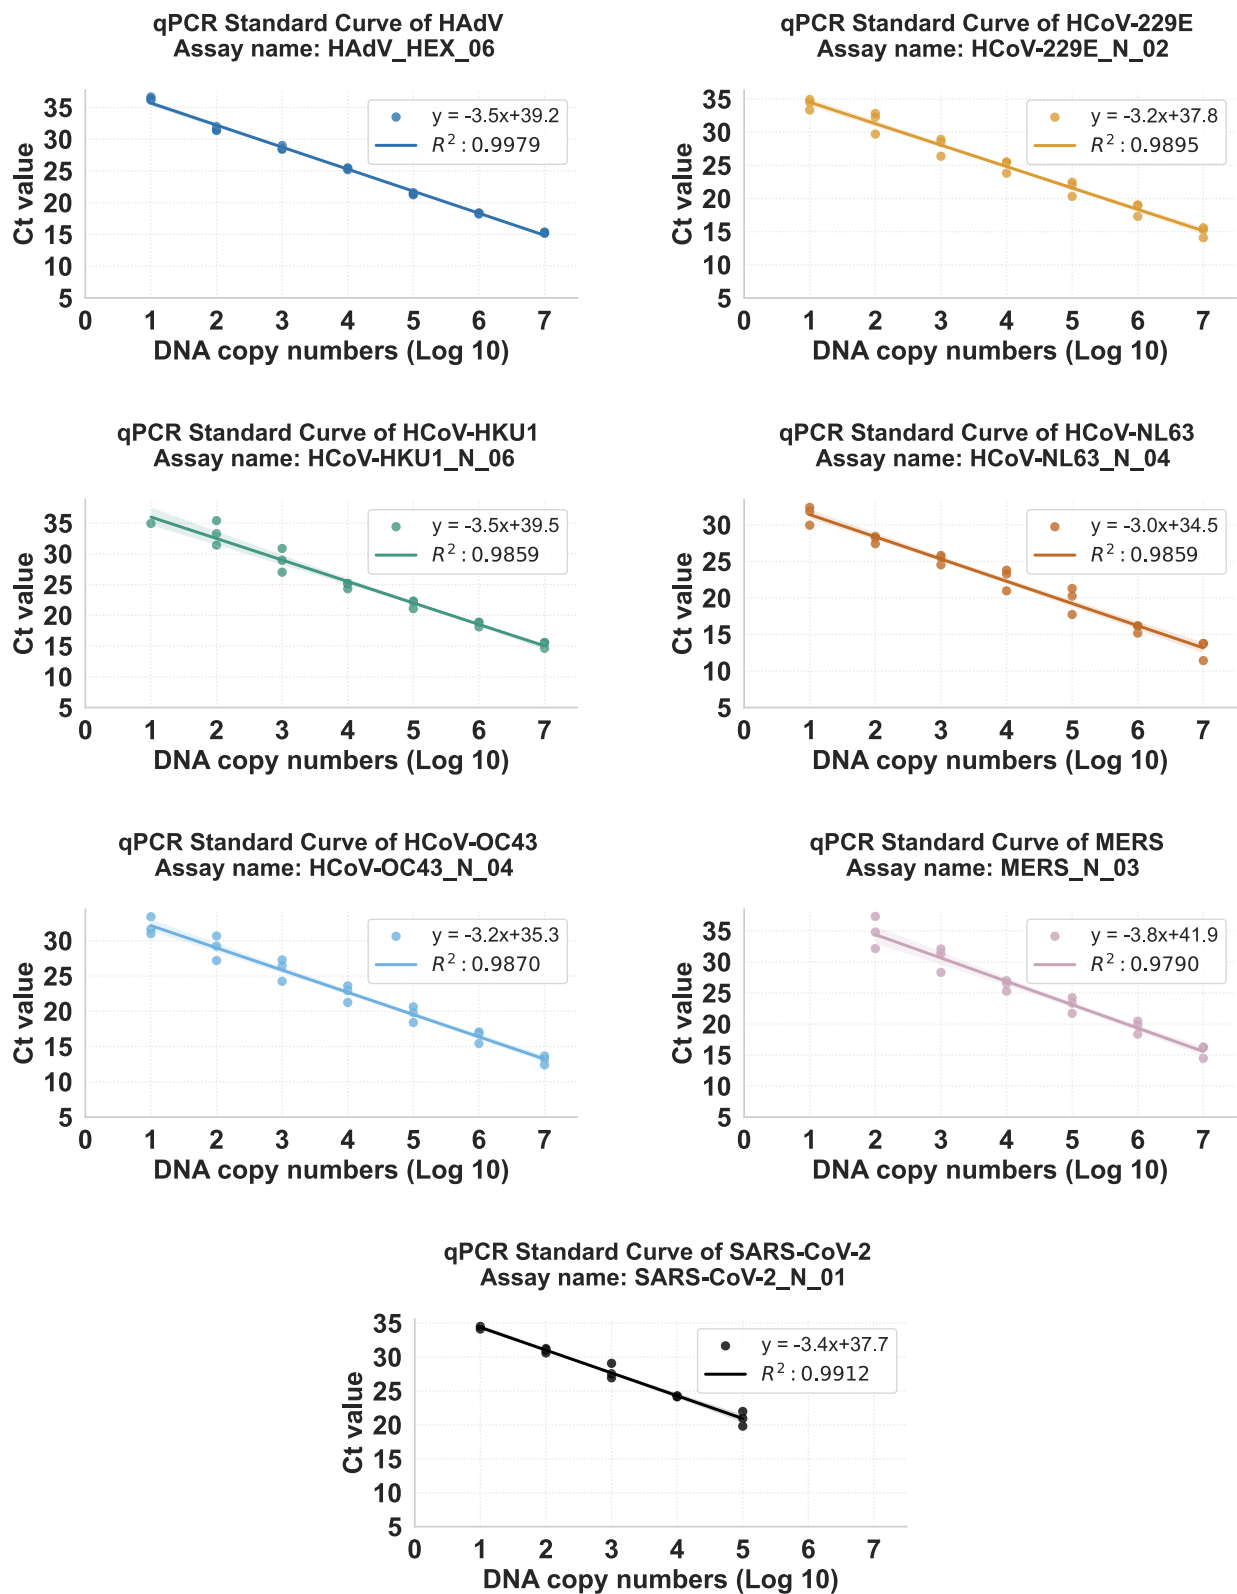 qPCR Standard Curve of HAdV
Assay name: HAdV_HEX_06
35
30
25
20
15
10
5
Ct value
y = -3.5x+39.2
R² : 0.9979
0 1 2 3 4 5 6 7
DNA copy numbers (Log 10)
qPCR Standard Curve of HCoV-229E
Assay name: HCoV-229E_N_02
35
30
25
20
15
10
5
Ct value
y = -3.2x+37.8
R² : 0.9895
0 1 2 3 4 5 6 7
DNA copy numbers (Log 10)
qPCR Standard Curve of HCoV-HKU1
Assay name: HCoV-HKU1_N_06
35
30
25
20
15
10
5
Ct value
y = -3.5x+39.5
R² : 0.9859
0 1 2 3 4 5 6 7
DNA copy numbers (Log 10)
qPCR Standard Curve of HCoV-NL63
Assay name: HCoV-NL63_N_04
30
25
20
15
10
5
Ct value
y = -3.0x+34.5
R² : 0.9859
0 1 2 3 4 5 6 7
DNA copy numbers (Log 10)
qPCR Standard Curve of HCoV-OC43
Assay name: HCoV-OC43_N_04
30
25
20
15
10
5
Ct value
y = -3.2x+35.3
R² : 0.9870
0 1 2 3 4 5 6 7
DNA copy numbers (Log 10)
qPCR Standard Curve of MERS
Assay name: MERS_N_03
35
30
25
20
15
10
5
Ct value
y = -3.8x+41.9
R² : 0.9790
0 1 2 3 4 5 6 7
DNA copy numbers (Log 10)
qPCR Standard Curve of SARS-CoV-2
Assay name: SARS-CoV-2_N_01
35
30
25
20
15
10
5
Ct value
y = -3.4x+37.7
R² : 0.9912
0 1 2 3 4 5 6 7
DNA copy numbers (Log 10)